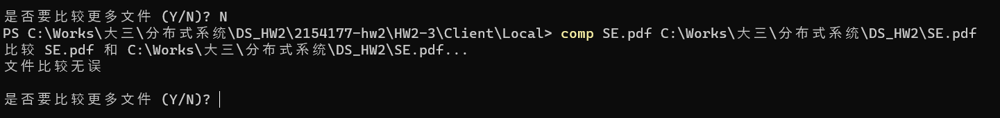 是否要比较更多文件 (Y/N)? N
PS C:\Works\大三\分布式系统\DS_HW2\2154177-hw2\HW2-3\Client\Local> comp SE.pdf C:\Works\大三\分布式系统\DS_HW2\SE.pdf
比较 SE.pdf 和 C:\Works\大三\分布式系统\DS_HW2\SE.pdf...
文件比较无误
是否要比较更多文件 (Y/N)?